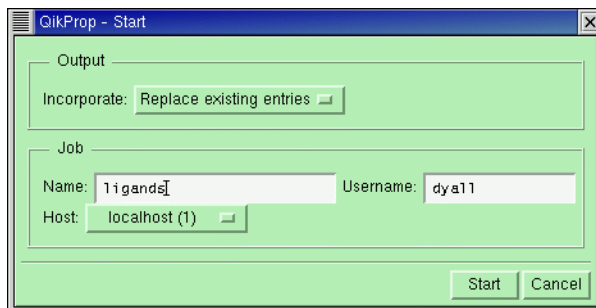 QikProp - Start
Output
Incorporate: Replace existing entries
Job
Name: ligands Username: dyall
Host: localhost (1)
Start Cancel